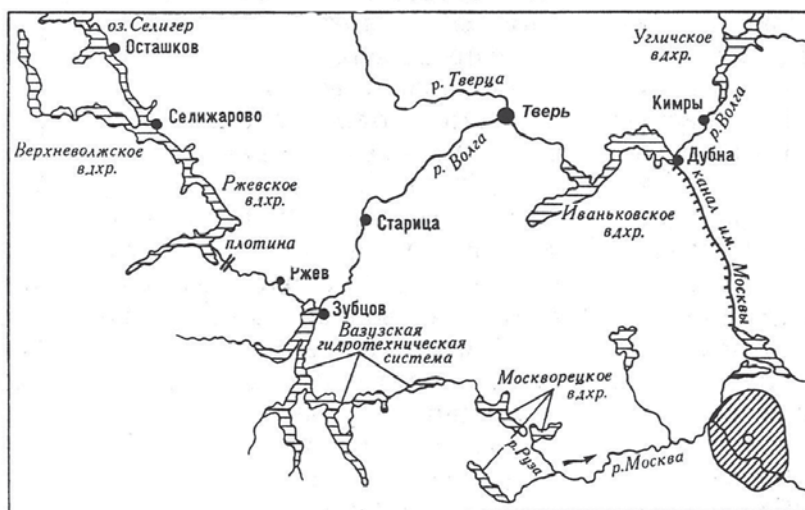 оз. Селигер
Осташков
Селижарово
Верхневолжское
вдхр.
Ржевское
вдхр.
плотина
Ржев
Зубцов
Вазузская
гидротехническая
система
Старица
р. Волга
р. Тверца
Тверь
Иваньковское
вдхр.
Угличское
вдхр.
Кимры
р. Волга
Дубна
канал им. Москвы
Москворецкое
вдхр.
р. Руза
р. Москва